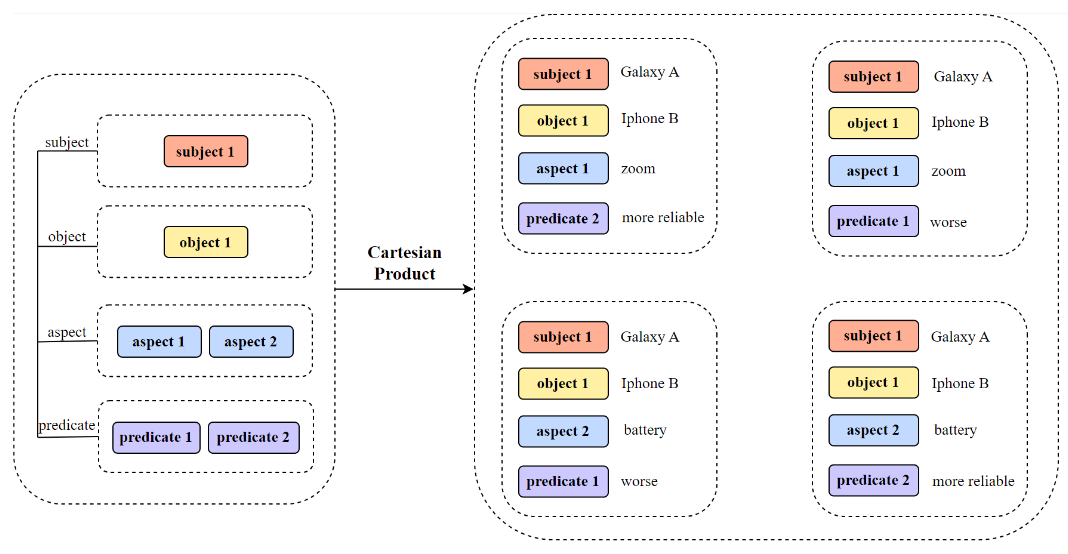 subject
subject 1
object
object 1
aspect
aspect 1 aspect 2
predicate
predicate 1 predicate 2
Cartesian
Product
subject 1 Galaxy A
object 1 Iphone B
aspect 1 zoom
predicate 2 more reliable
subject 1 Galaxy A
object 1 Iphone B
aspect 1 zoom
predicate 1 worse
subject 1 Galaxy A
object 1 Iphone B
aspect 2 battery
predicate 1 worse
subject 1 Galaxy A
object 1 Iphone B
aspect 2 battery
predicate 2 more reliable